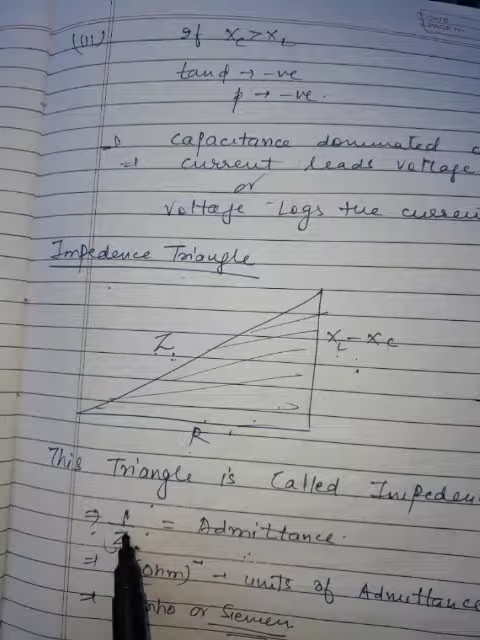 (III) If Xc > XL
tanφ → -ve
φ → -ve.
⇒ capacitance dominated
⇒ current leads voltage
or
voltage Lags the current
Impedence Triangle
Z
XL - Xc
R
This Triangle is Called Impeden
⇒ 1/Z = Admittance.
⇒ (ohm)⁻¹ → units of Admittance
⇒ mho or Siemen